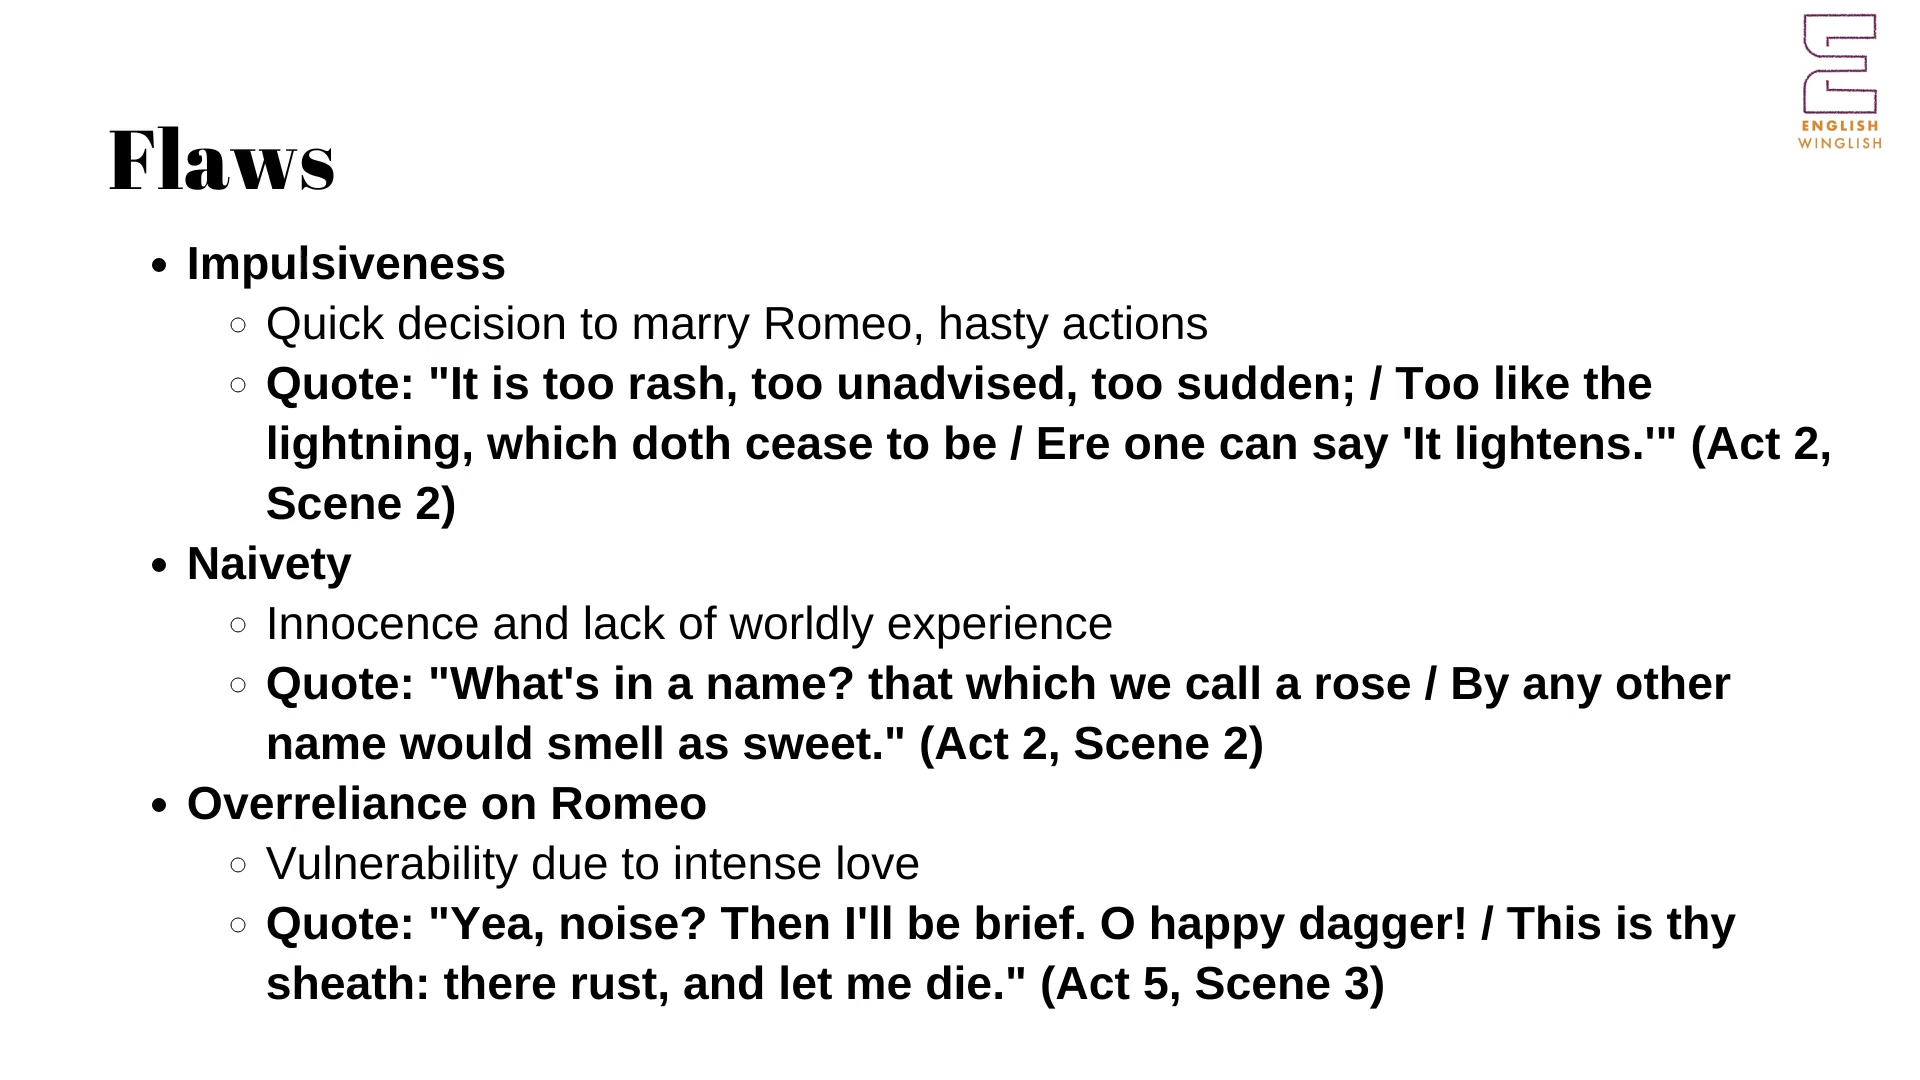 ENGLISH
WINGLISH
Flaws
• Impulsiveness
◦ Quick decision to marry Romeo, hasty actions
◦ Quote: "It is too rash, too unadvised, too sudden; / Too like the
lightning, which doth cease to be / Ere one can say 'It lightens.'" (Act 2,
Scene 2)
• Naivety
◦ Innocence and lack of worldly experience
◦ Quote: "What's in a name? that which we call a rose / By any other
name would smell as sweet." (Act 2, Scene 2)
• Overreliance on Romeo
◦ Vulnerability due to intense love
◦ Quote: "Yea, noise? Then I'll be brief. O happy dagger! / This is thy
sheath: there rust, and let me die." (Act 5, Scene 3)